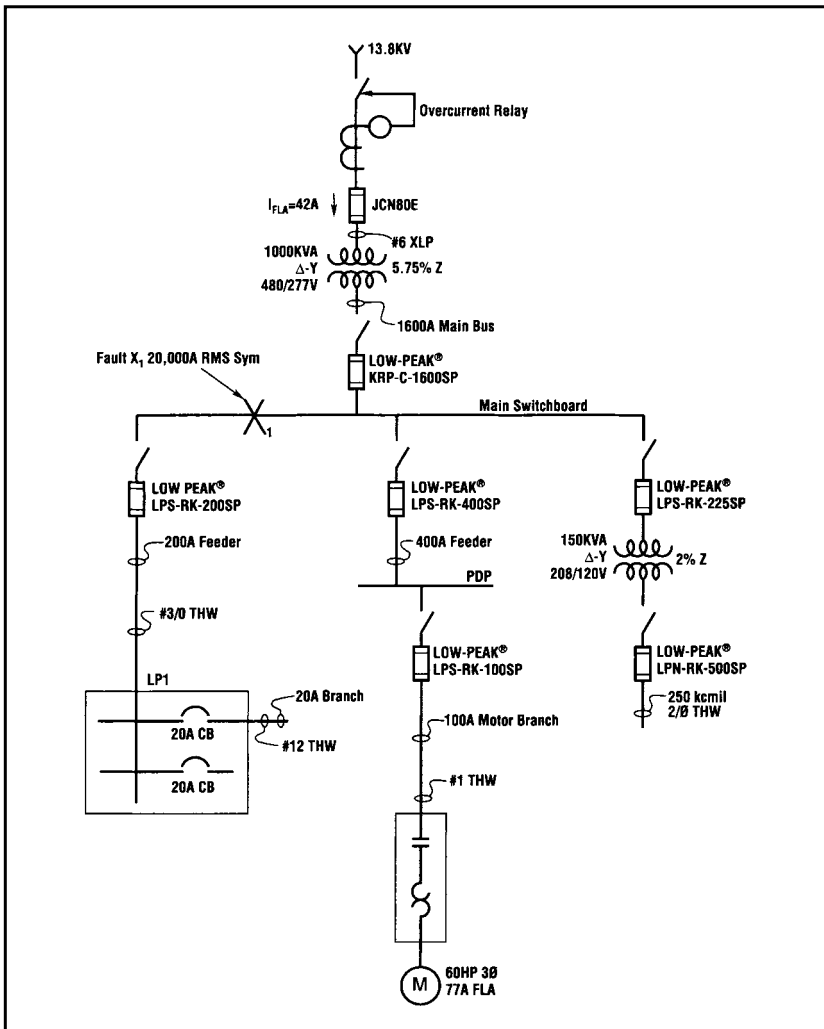 13.8KV
Overcurrent Relay
I FLA=42A
JCN80E
#6 XLP
1000KVA
Δ-Y
480/277V
5.75% Z
1600A Main Bus
Fault X₁ 20,000A RMS Sym
LOW-PEAK®
KRP-C-1600SP
Main Switchboard
1
LOW PEAK®
LPS-RK-200SP
LOW-PEAK®
LPS-RK-400SP
LOW-PEAK®
LPS-RK-225SP
200A Feeder
400A Feeder
150KVA
Δ-Y
208/120V
2% Z
PDP
#3/0 THW
LOW-PEAK®
LPS-RK-100SP
LOW-PEAK®
LPN-RK-500SP
LP1
20A Branch
20A CB
#12 THW
20A CB
250 kcmil
2/Ø THW
100A Motor Branch
#1 THW
M
60HP 3Ø
77A FLA